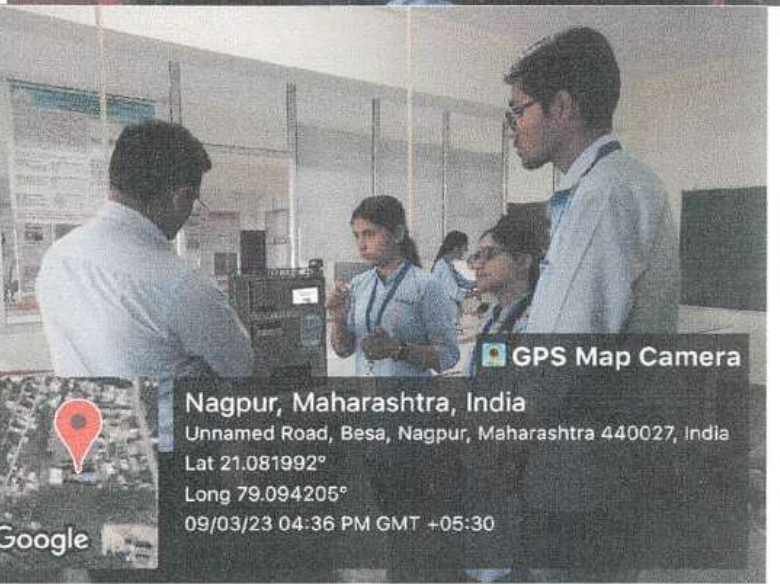 GPS Map Camera
Nagpur, Maharashtra, India
Unnamed Road, Besa, Nagpur, Maharashtra 440027, India
Lat 21.081992°
Long 79.094205°
09/03/23 04:36 PM GMT +05:30
Google